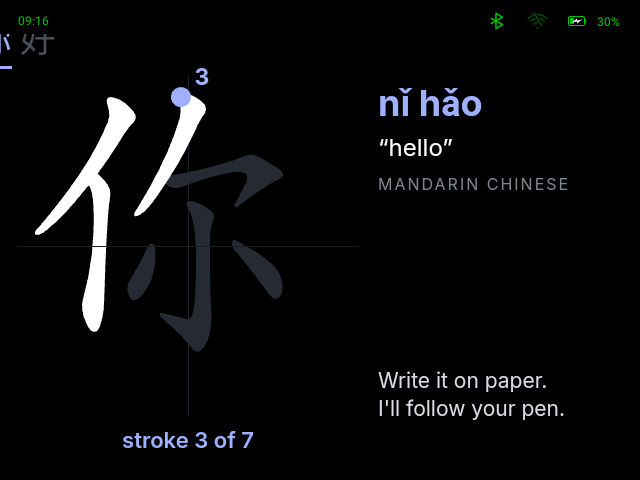 09:16
30%
好
3
你
nǐ hǎo
“hello”
MANDARIN CHINESE
Write it on paper.
I'll follow your pen.
stroke 3 of 7